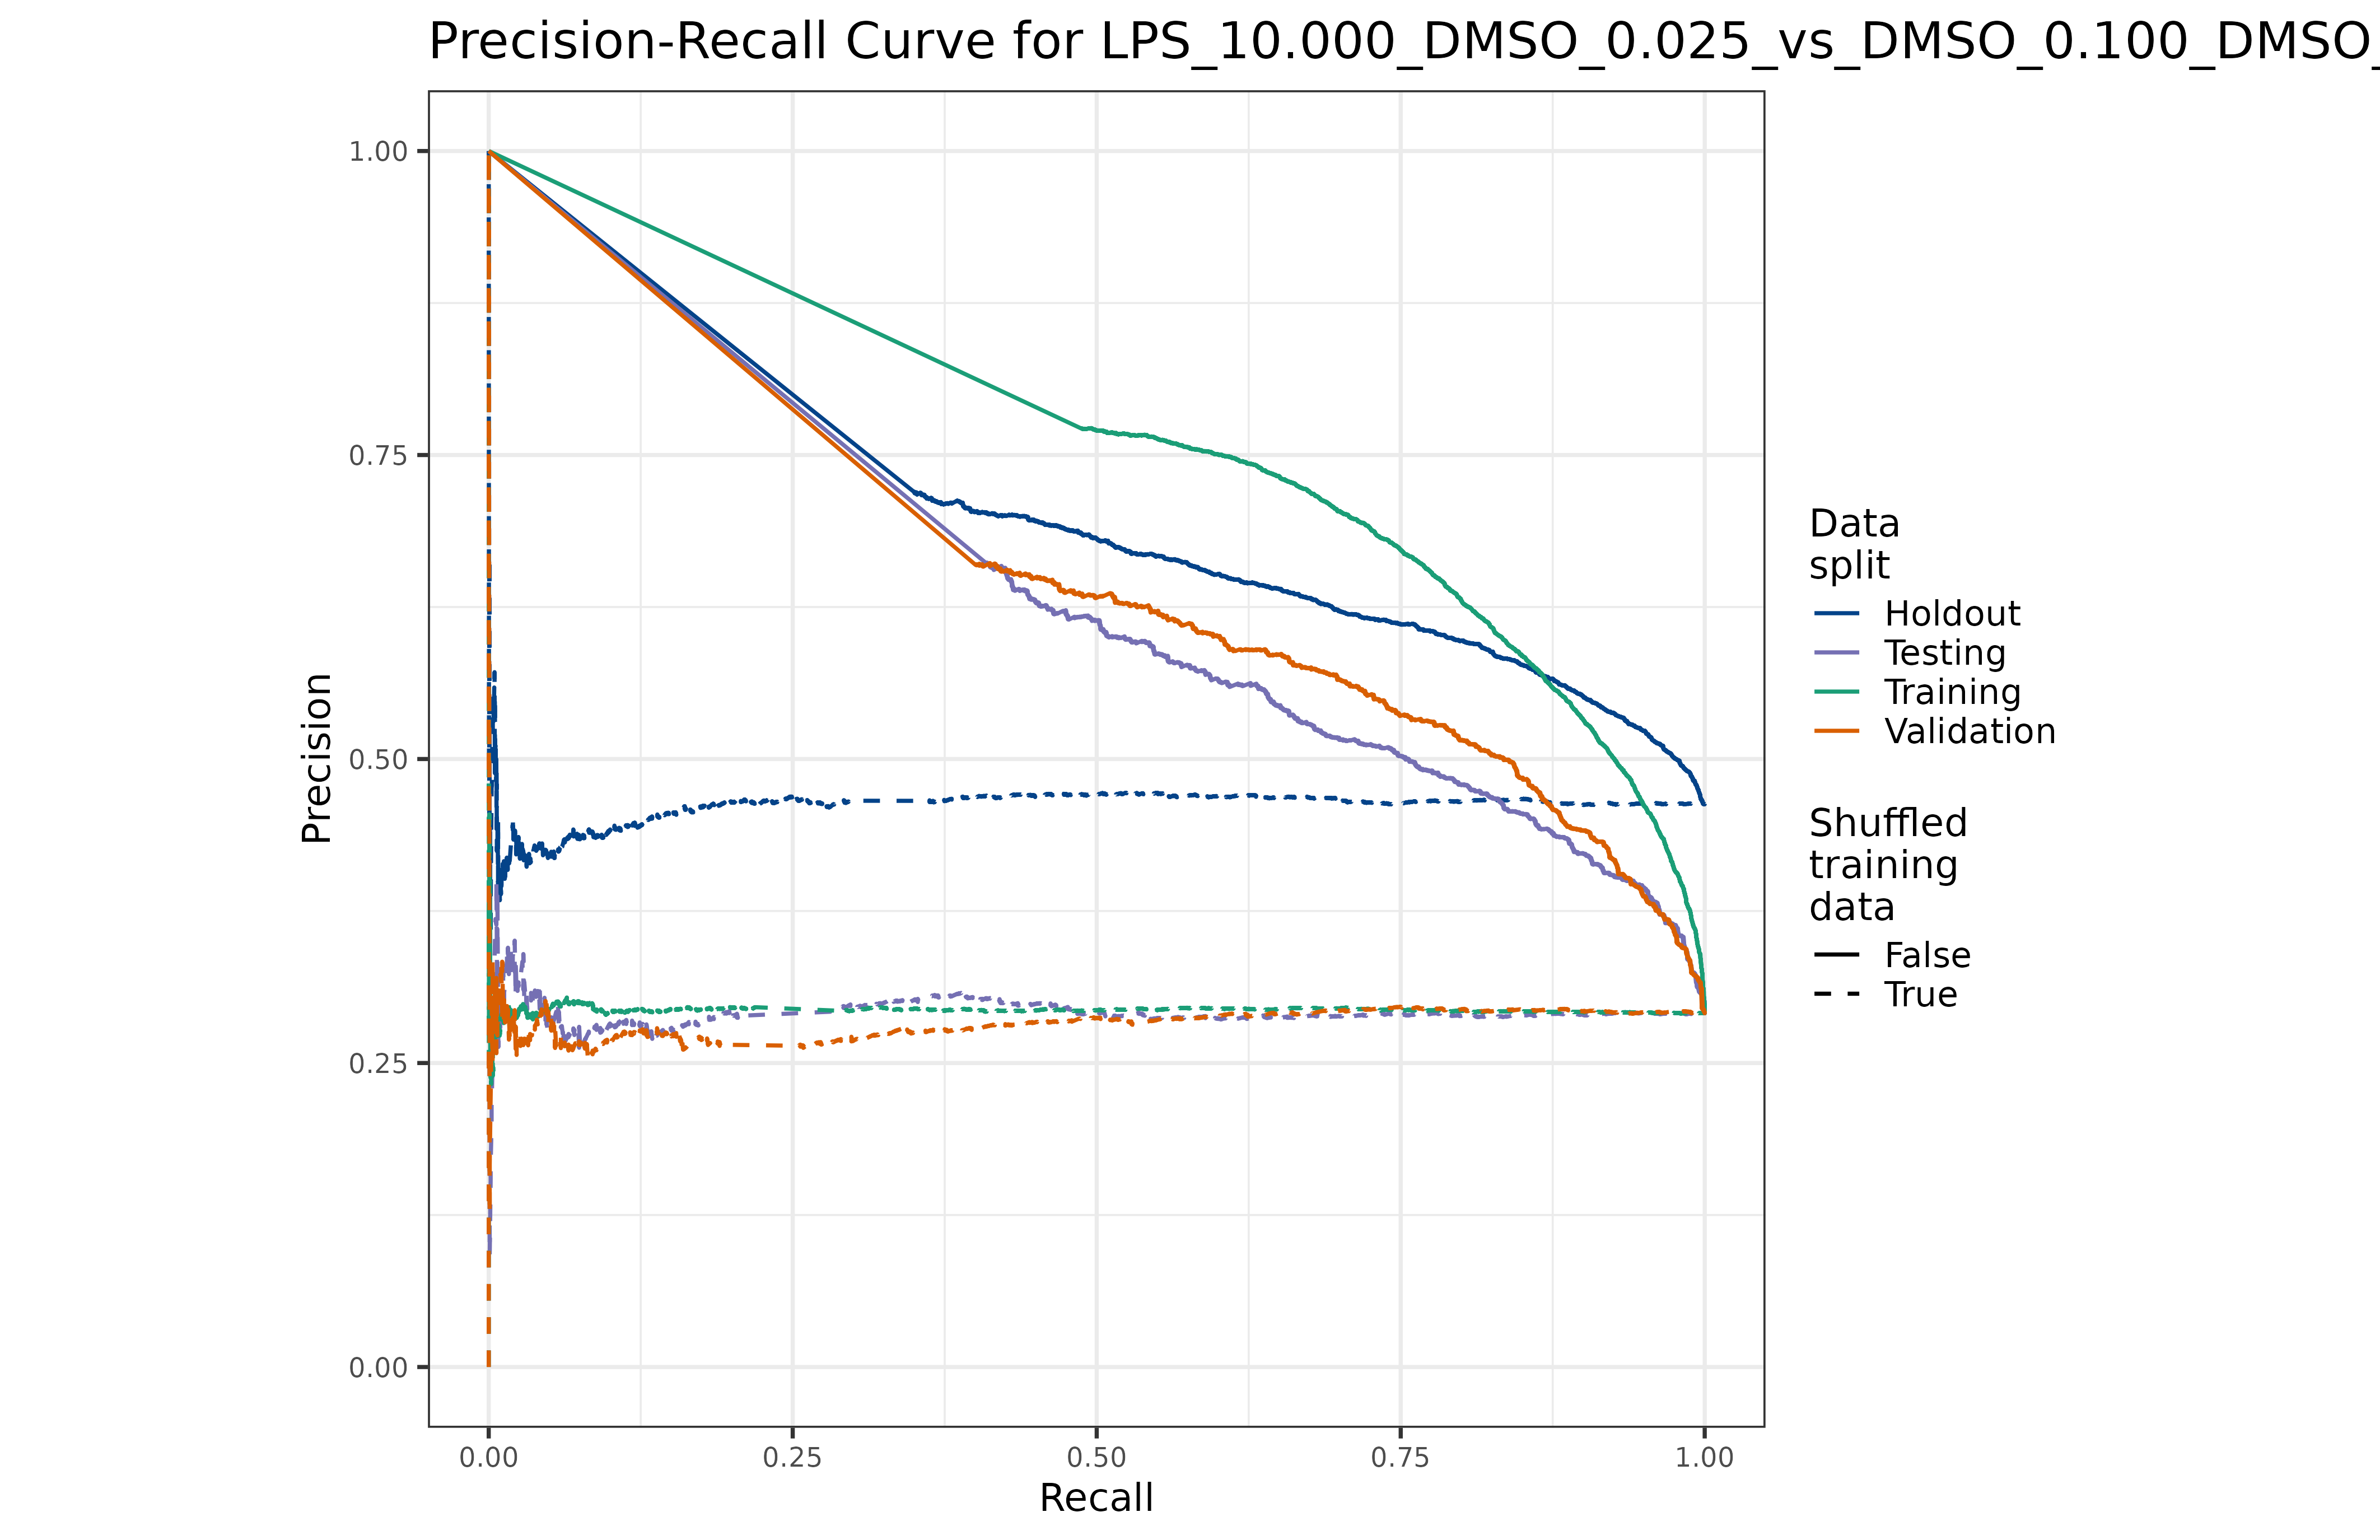 Precision-Recall Curve for LPS_10.000_DMSO_0.025_vs_DMSO_0.100_DMSO_
1.00
0.75
0.50
0.25
0.00
Precision
0.00 0.25 0.50 0.75 1.00
Recall
Data
split
Holdout
Testing
Training
Validation
Shuffled
training
data
False
True